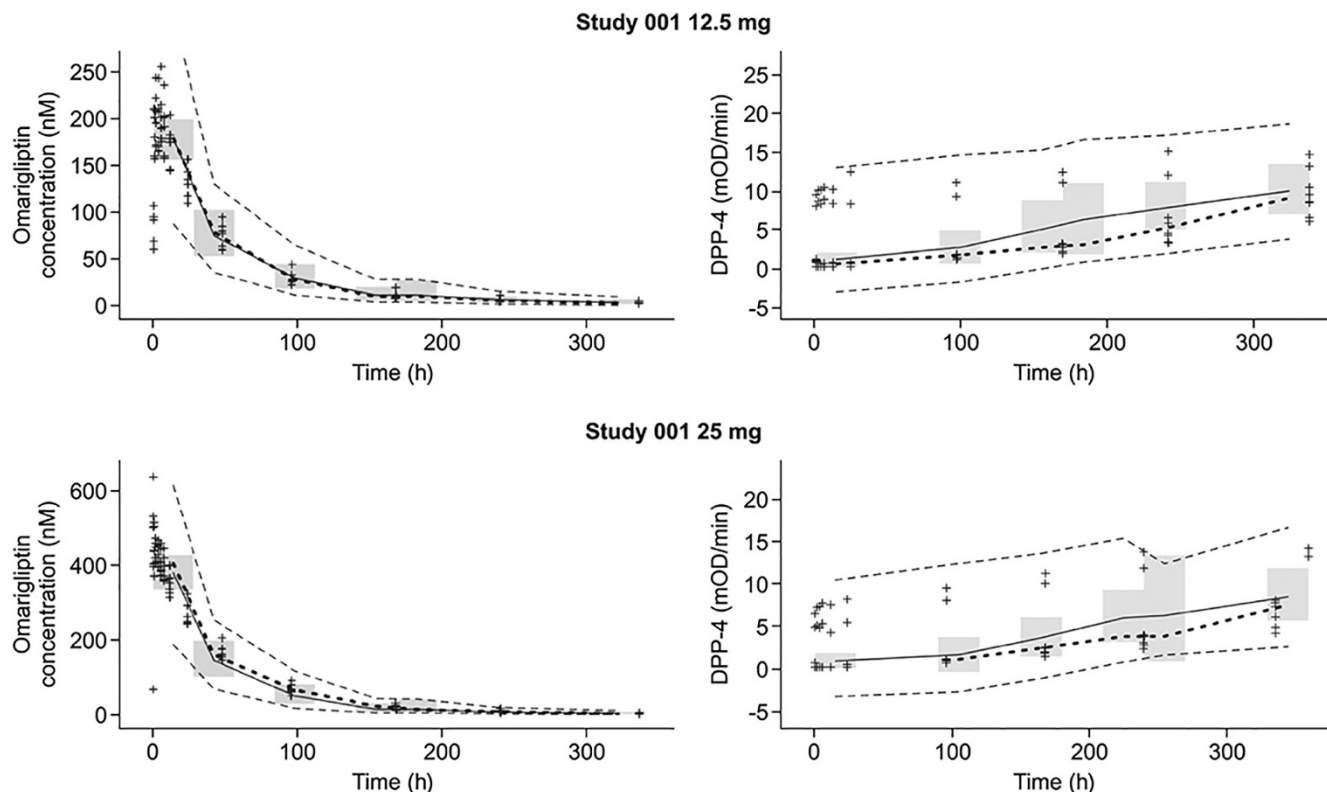 Study 001 12.5 mg
Omarigliptin
concentration (nM)
250
200
150
100
50
0
0 100 200 300
Time (h)
DPP-4 (mOD/min)
25
20
15
10
5
0
-5
0 100 200 300
Time (h)
Study 001 25 mg
Omarigliptin
concentration (nM)
600
400
200
0
0 100 200 300
Time (h)
DPP-4 (mOD/min)
20
15
10
5
0
-5
0 100 200 300
Time (h)